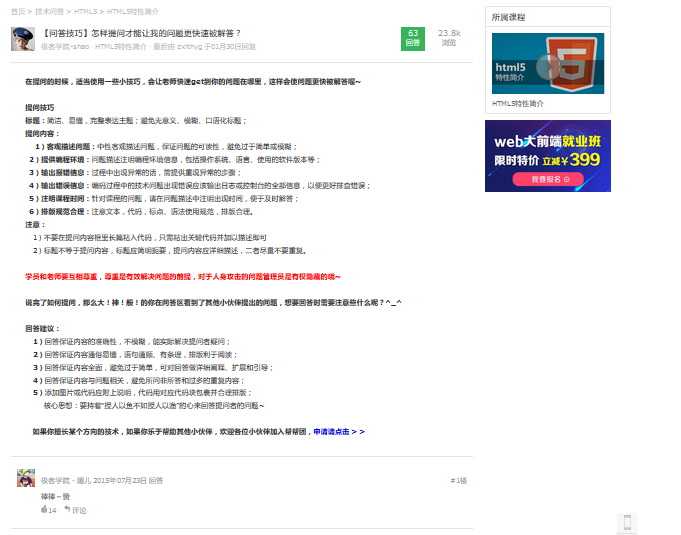 首页 > 技术问答 > HTML5 > HTML5特性简介
【问答技巧】怎样提问才能让我的问题更快速被解答？
极客学院-shao · HTML5特性简介 · 最后由 zxithyg 于01月30日回复
63
回答
23.8k
浏览
在提问的时候，适当使用一些小技巧，会让老师快速get到你的问题在哪里，这样会使问题更快被解答喔~
提问技巧
标题：简洁、易懂，完整表达主题；避免无意义、模糊、口语化标题；
提问内容：
1）客观描述问题：中性客观描述问题，保证问题的可读性，避免过于简单或模糊；
2）提供编程环境：问题描述注明编程环境信息，包括操作系统、语言、使用的软件版本等；
3）输出报错信息：过程中出现异常的话，需提供重现异常的步骤；
4）输出错误信息：编码过程中的技术问题出现错误应该输出日志或控制台的全部信息，以便更好排查错误；
5）注明课程时间：针对课程的问题，请在问题描述中注明出现时间，便于及时解答；
6）排版规范合理：注意文本，代码，标点、语法使用规范，排版合理。
注意：
1）不要在提问内容框里长篇粘入代码，只需粘出关键代码并加以描述即可
2）标题不等于提问内容，标题应简明扼要，提问内容应详细描述，二者尽量不要重复。
学员和老师要互相尊重，尊重是有效解决问题的前提，对于人身攻击的问题管理员是有权隐藏的哦~
说完了如何提问，那么大！神！般！的你在问答区看到了其他小伙伴提出的问题，想要回答时需要注意些什么呢？^_^
回答建议：
1）回答保证内容的准确性，不模糊，能实际解决提问者疑问；
2）回答保证内容通俗易懂，语句通顺、有条理，排版利于阅读；
3）回答保证内容全面，避免过于简单，可对回答做详细阐释、扩展和引导；
4）回答保证内容与问题相关，避免所问非所答和过多的重复内容；
5）添加图片或代码应附上说明，代码用对应代码块包裹并合理排版；
核心思想：要持着"授人以鱼不如授人以渔"的心来回答提问者的问题~
如果你擅长某个方向的技术，如果你乐于帮助其他小伙伴，欢迎各位小伙伴加入帮帮团，申请请点击 > >
极客学院 - 媛儿 2015年07月23日 回答
#1楼
棒棒~赞
14 评论
所属课程
html5
特性简介
HTML5特性简介
web大前端就业班
限时特价 立减￥399
我要报名